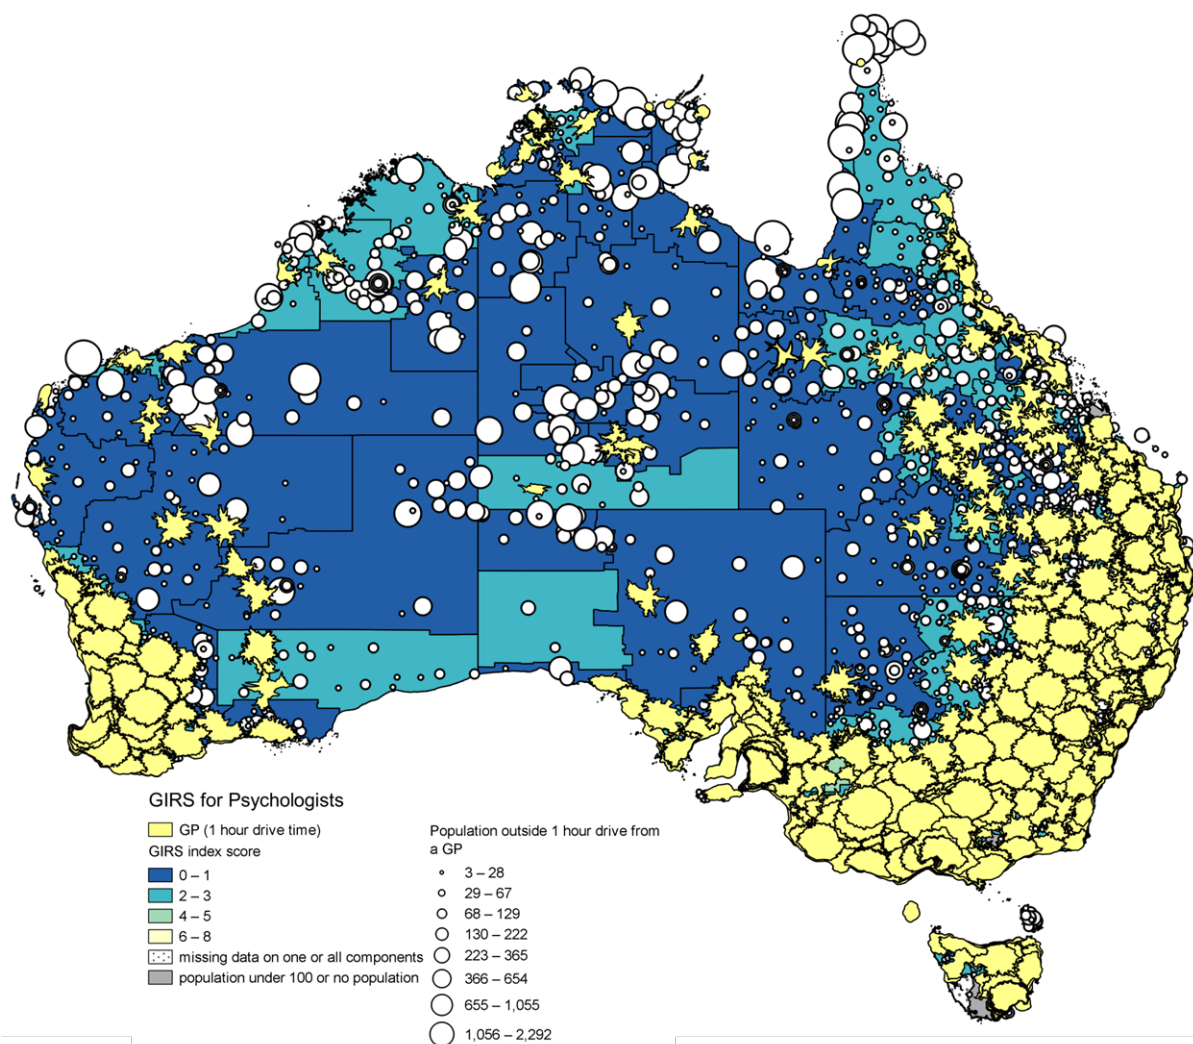 GIRS for Psychologists
GP (1 hour drive time)
GIRS index score
0 – 1
2 – 3
4 – 5
6 – 8
missing data on one or all components
population under 100 or no population
Population outside 1 hour drive from
a GP
3 – 28
29 – 67
68 – 129
130 – 222
223 – 365
366 – 654
655 – 1,055
1,056 – 2,292